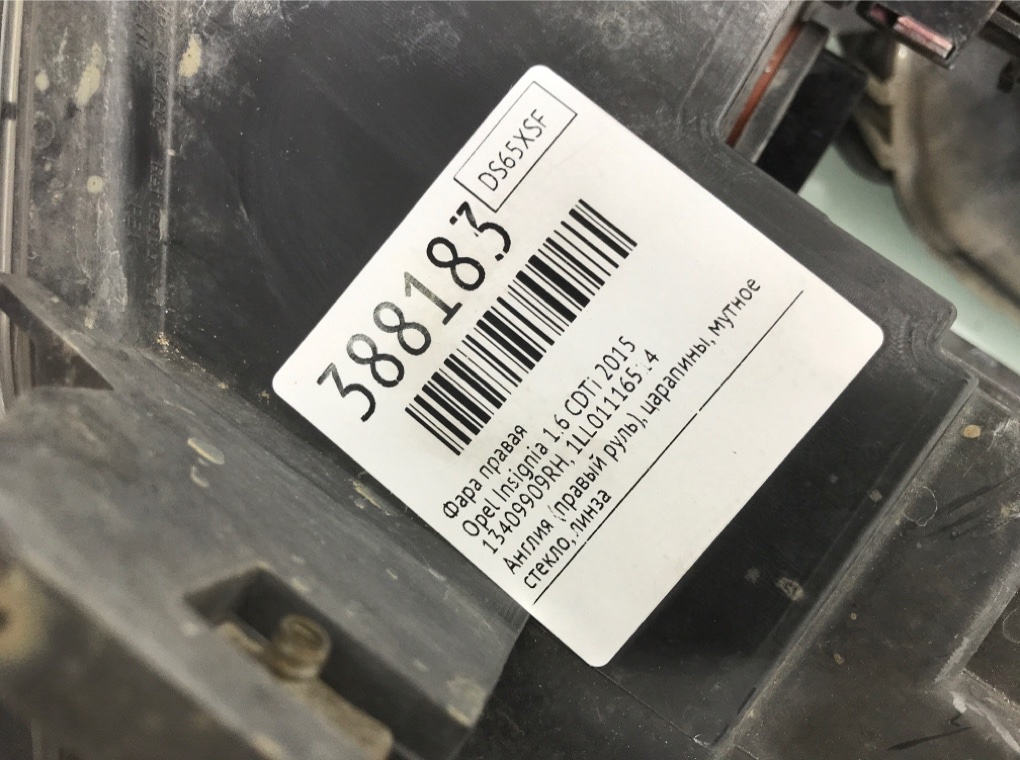 DS65XSF
388183
Фара правая
Opel Insignia 1.6 CDTi 2015
13409909RH, 1LL011165
Англия (правый руль), царапины, мутное
стекло, линза